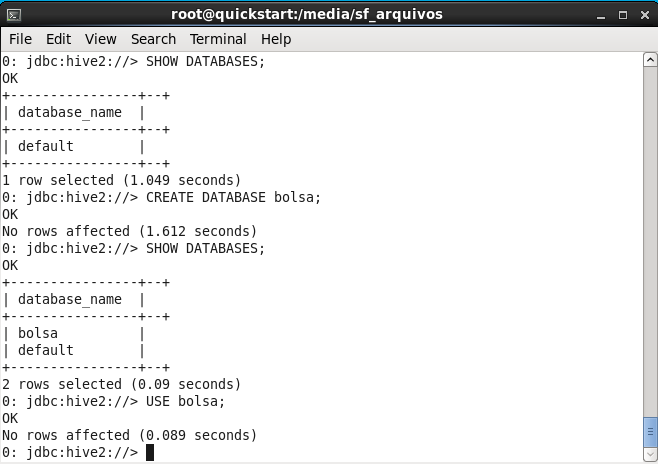 root@quickstart:/media/sf_arquivos
File Edit View Search Terminal Help
0: jdbc:hive2://> SHOW DATABASES;
OK
+----------------+--+
| database_name  |
+----------------+--+
| default        |
+----------------+--+
1 row selected (1.049 seconds)
0: jdbc:hive2://> CREATE DATABASE bolsa;
OK
No rows affected (1.612 seconds)
0: jdbc:hive2://> SHOW DATABASES;
OK
+----------------+--+
| database_name  |
+----------------+--+
| bolsa          |
| default        |
+----------------+--+
2 rows selected (0.09 seconds)
0: jdbc:hive2://> USE bolsa;
OK
No rows affected (0.089 seconds)
0: jdbc:hive2://>